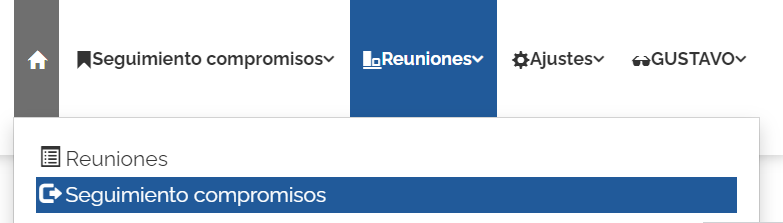 Seguimiento compromisos Reuniones Ajustes GUSTAVO
Reuniones
Seguimiento compromisos